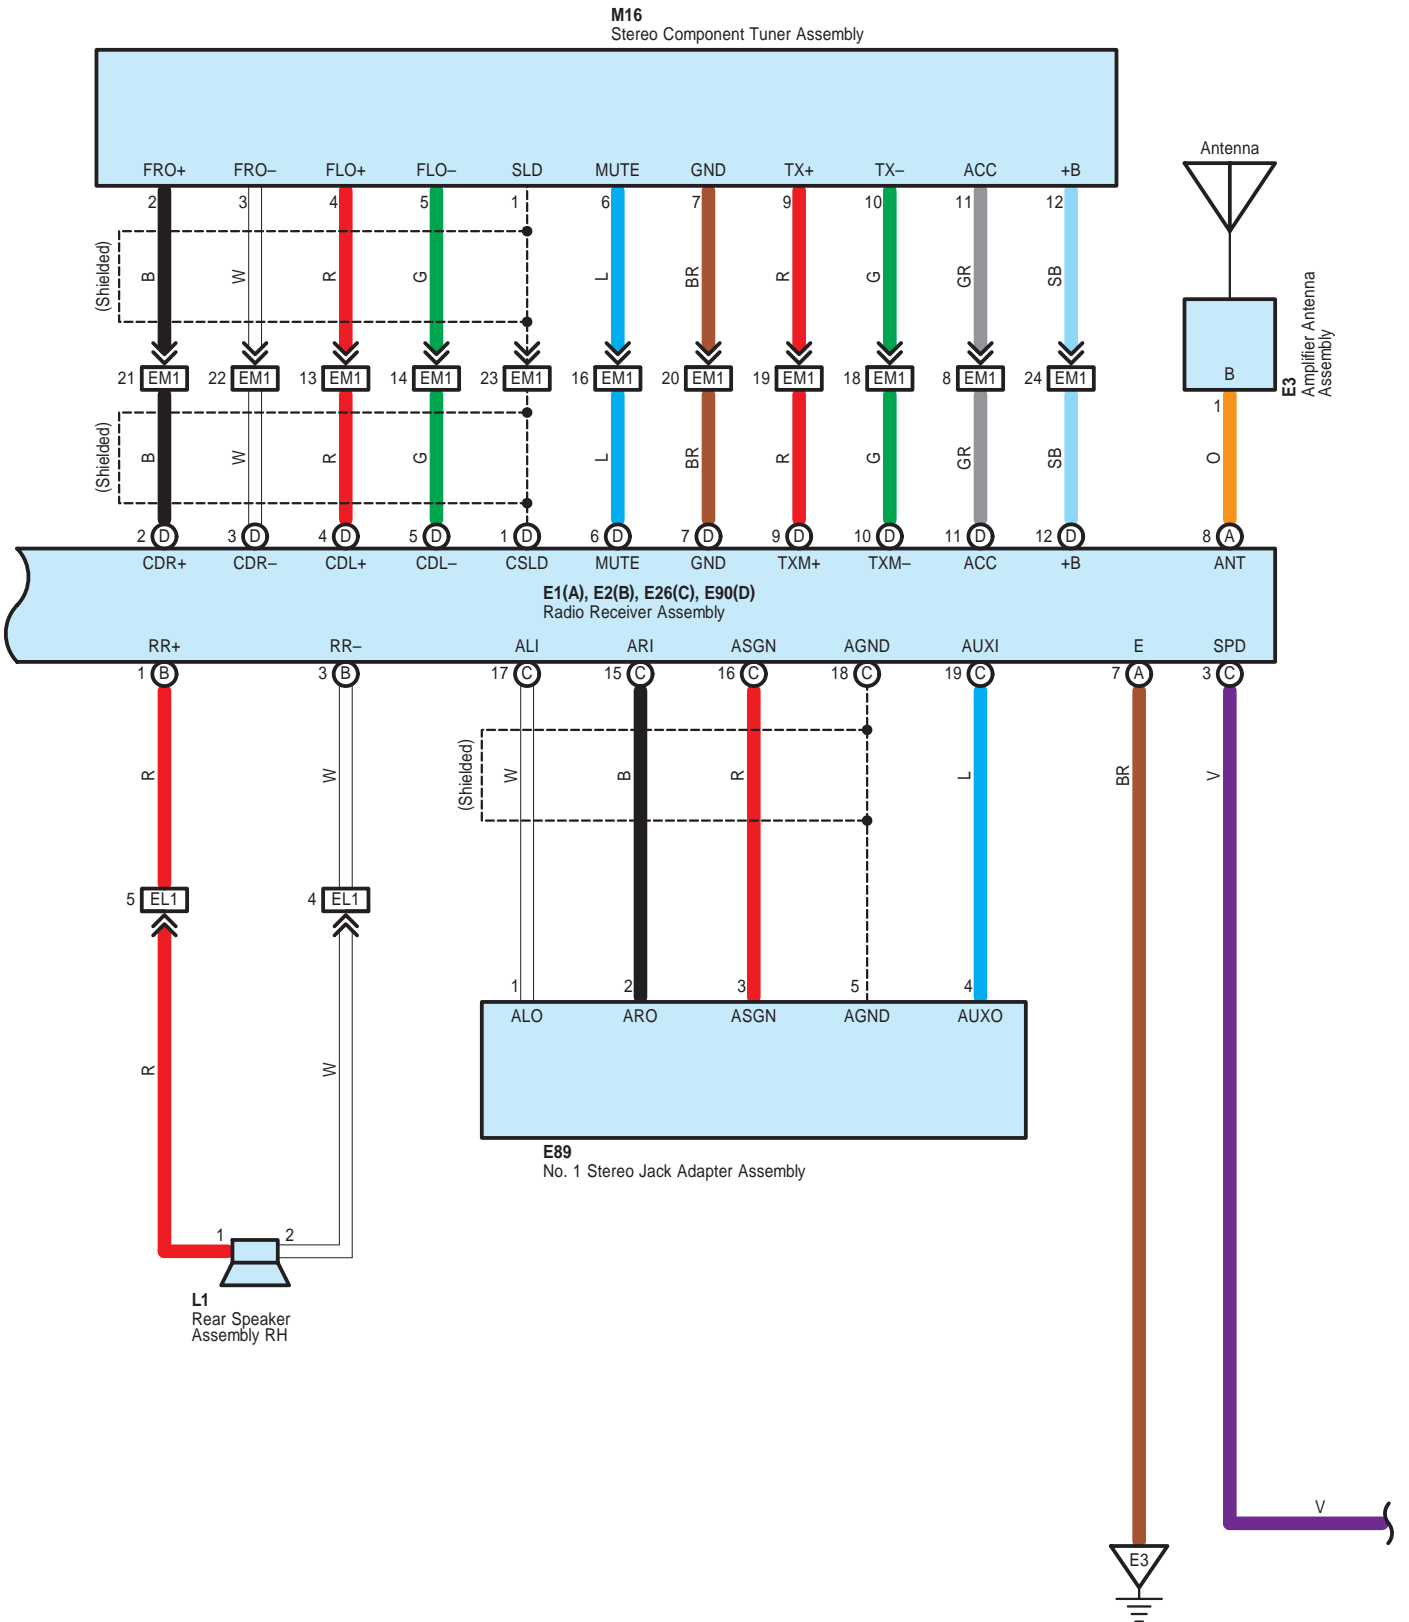 M16
Stereo Component Tuner Assembly
FRO+ FRO– FLO+ FLO– SLD MUTE GND TX+ TX– ACC +B
2 3 4 5 1 6 7 9 10 11 12
Antenna
(Shielded)
B W R G L BR R G GR SB
21 EM1 22 EM1 13 EM1 14 EM1 23 EM1 16 EM1 20 EM1 19 EM1 18 EM1 8 EM1 24 EM1
B
E3
Amplifier Antenna
Assembly
1
(Shielded)
B W R G L BR R G GR SB O
2 D 3 D 4 D 5 D 1 D 6 D 7 D 9 D 10 D 11 D 12 D 8 A
CDR+ CDR– CDL+ CDL– CSLD MUTE GND TXM+ TXM– ACC +B ANT
E1(A), E2(B), E26(C), E90(D)
Radio Receiver Assembly
RR+ RR– ALI ARI ASGN AGND AUXI E SPD
1 B 3 B 17 C 15 C 16 C 18 C 19 C 7 A 3 C
(Shielded)
R W W B R L BR V
5 EL1 4 EL1
1 2 3 5 4
ALO ARO ASGN AGND AUXO
R W
E89
No. 1 Stereo Jack Adapter Assembly
1 2
L1
Rear Speaker
Assembly RH
V
E3